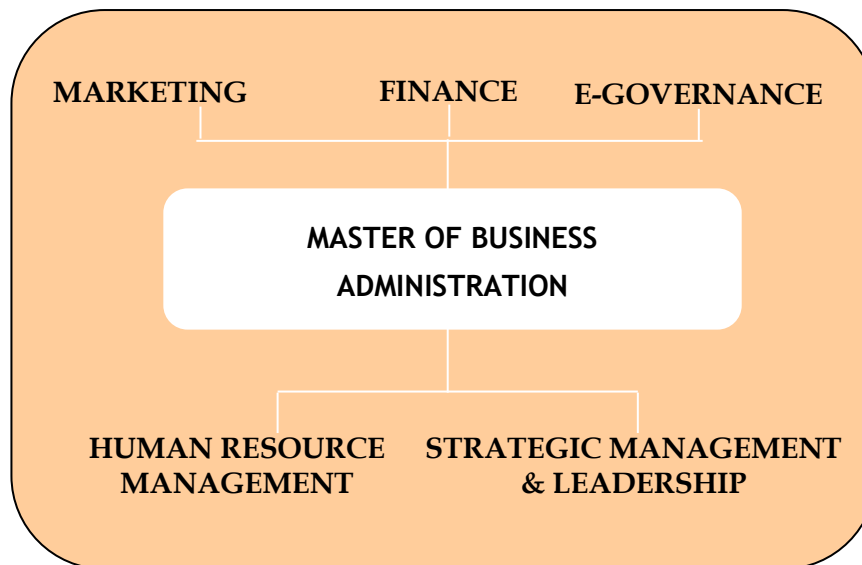 MARKETING
FINANCE
E-GOVERNANCE
MASTER OF BUSINESS
ADMINISTRATION
HUMAN RESOURCE
MANAGEMENT
STRATEGIC MANAGEMENT
& LEADERSHIP